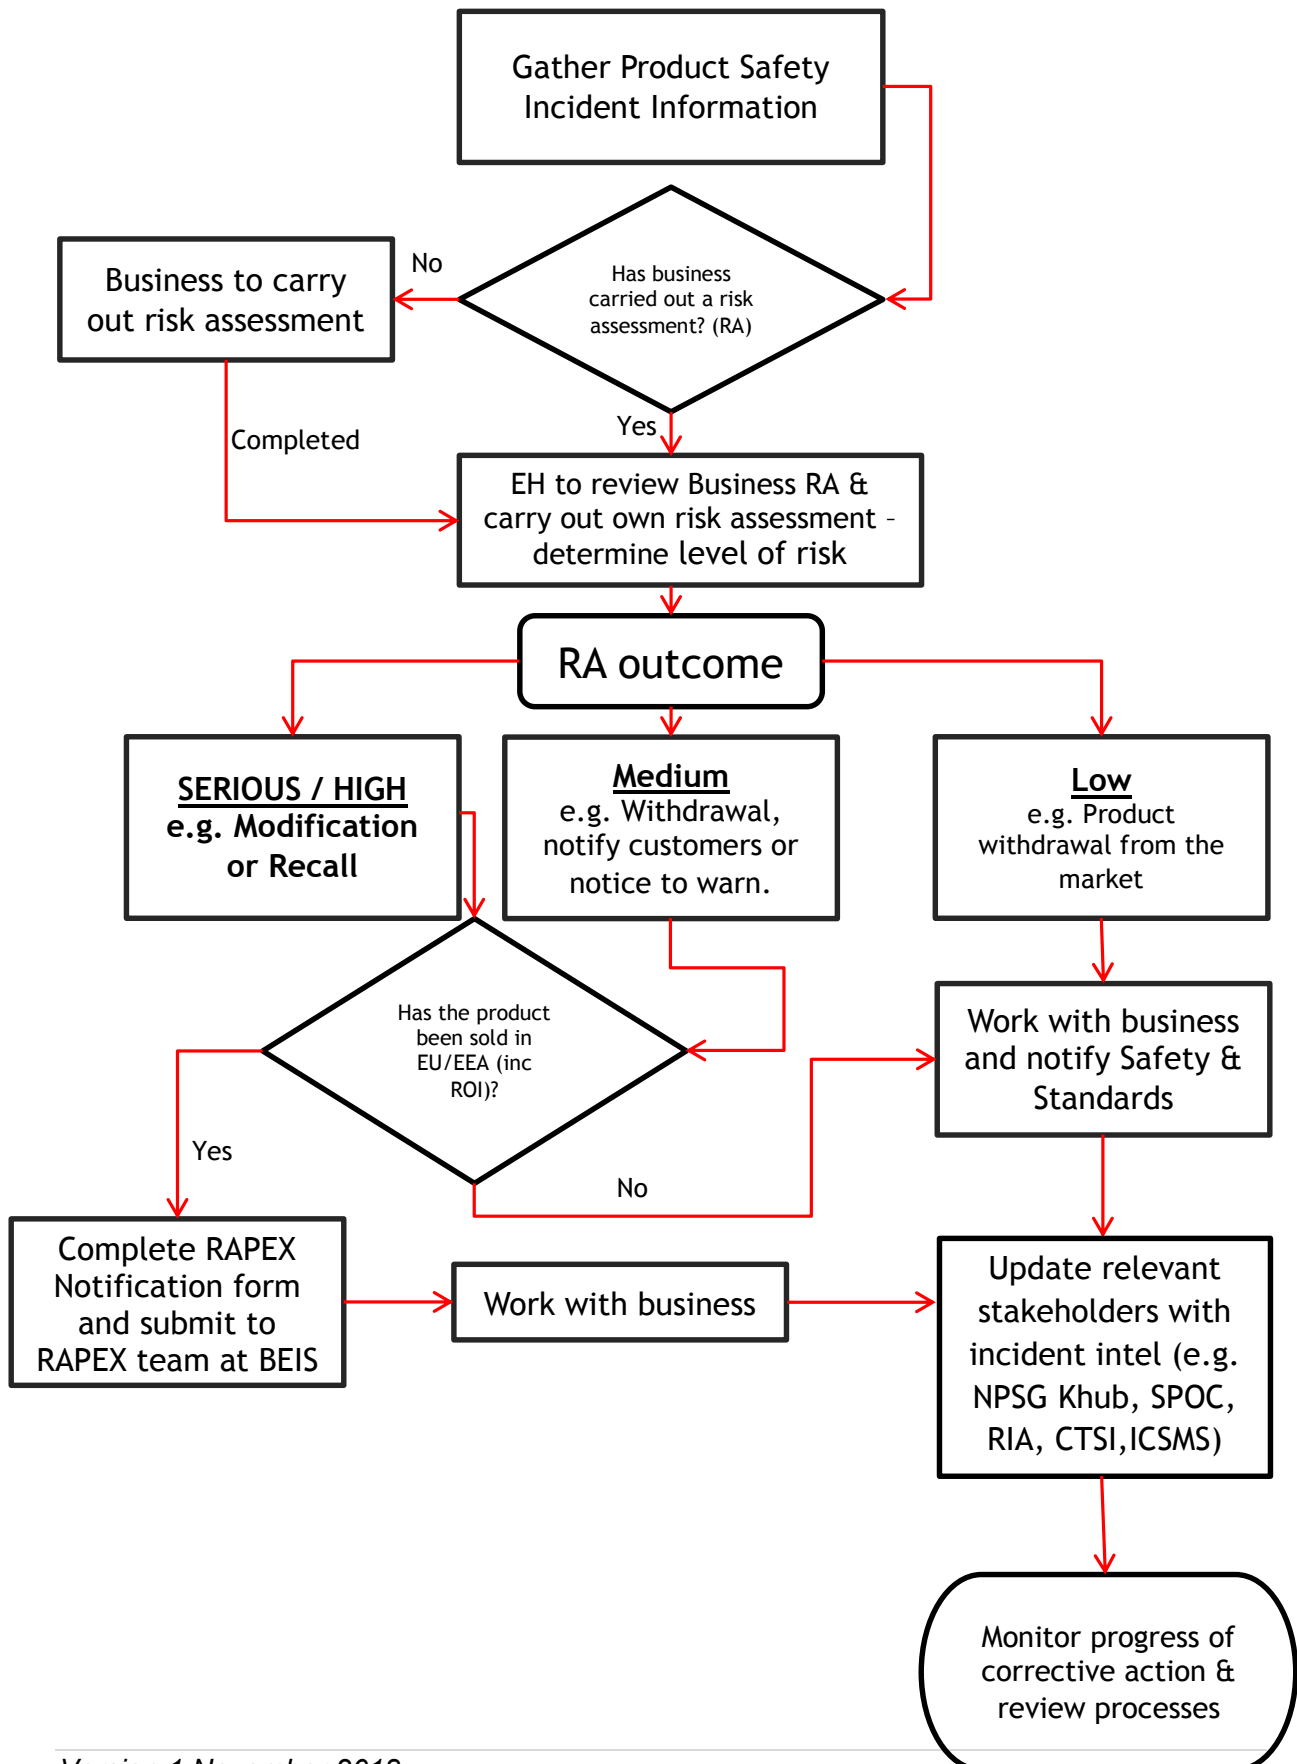 Gather Product Safety
Incident Information
Has business
carried out a risk
assessment? (RA)
No
Business to carry
out risk assessment
Completed
Yes
EH to review Business RA &
carry out own risk assessment –
determine level of risk
RA outcome
SERIOUS / HIGH
e.g. Modification
or Recall
Medium
e.g. Withdrawal,
notify customers or
notice to warn.
Low
e.g. Product
withdrawal from the
market
Has the product
been sold in
EU/EEA (inc
ROI)?
Work with business
and notify Safety &
Standards
Yes
No
Complete RAPEX
Notification form
and submit to
RAPEX team at BEIS
Work with business
Update relevant
stakeholders with
incident intel (e.g.
NPSG Khub, SPOC,
RIA, CTSI,ICSMS)
Monitor progress of
corrective action &
review processes
Version 1 November